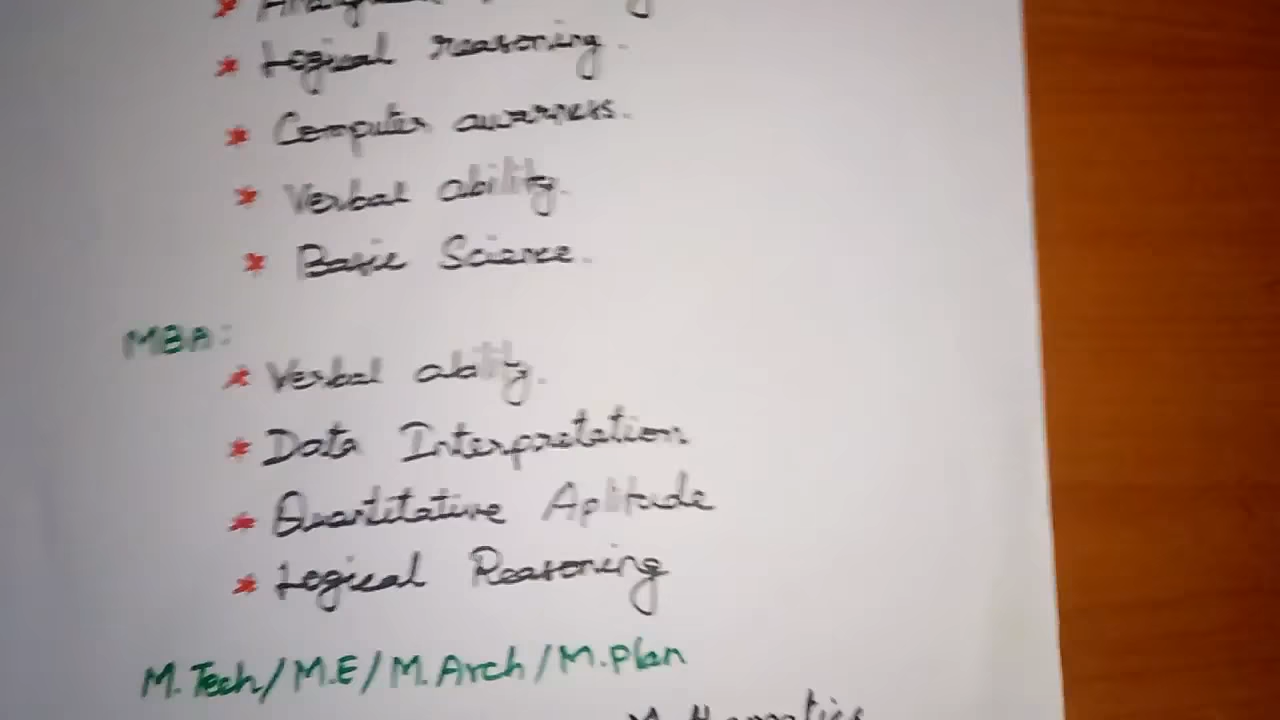 * Logical reasoning.
* Computer awarness.
* Verbal ability.
* Basic Science.
MBA:
* Verbal ability.
* Data Interpretation
* Quantitative Aptitude
* Logical Reasoning
M.Tech/M.E/M.Arch/M.Plan